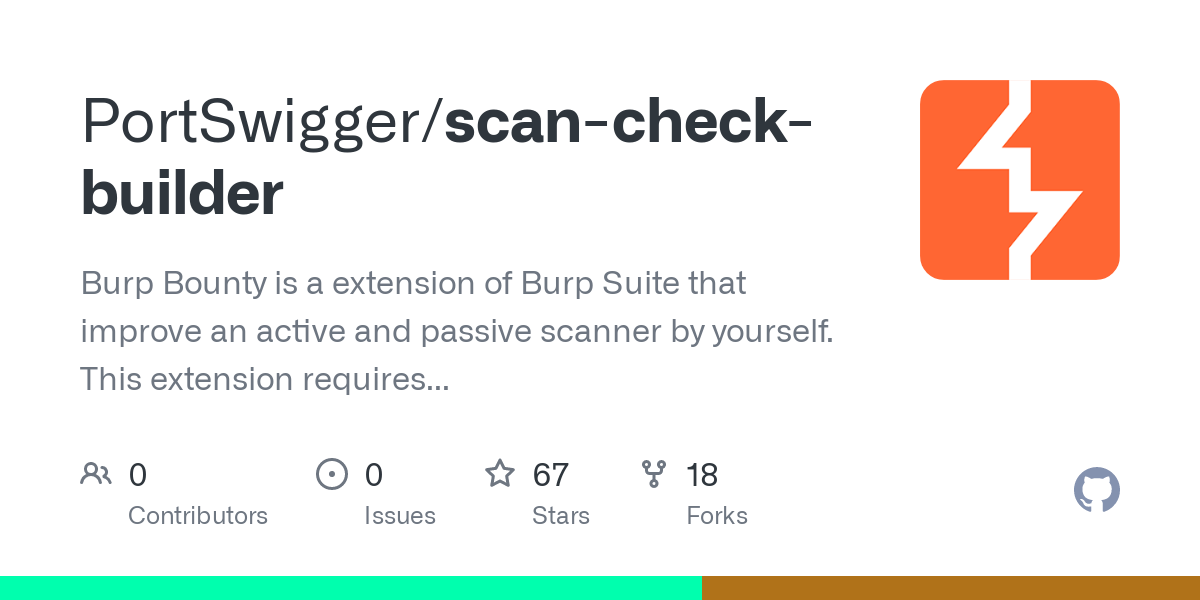 PortSwigger/scan-check-
builder
Burp Bounty is a extension of Burp Suite that
improve an active and passive scanner by yourself.
This extension requires...
0
Contributors
0
Issues
67
Stars
18
Forks